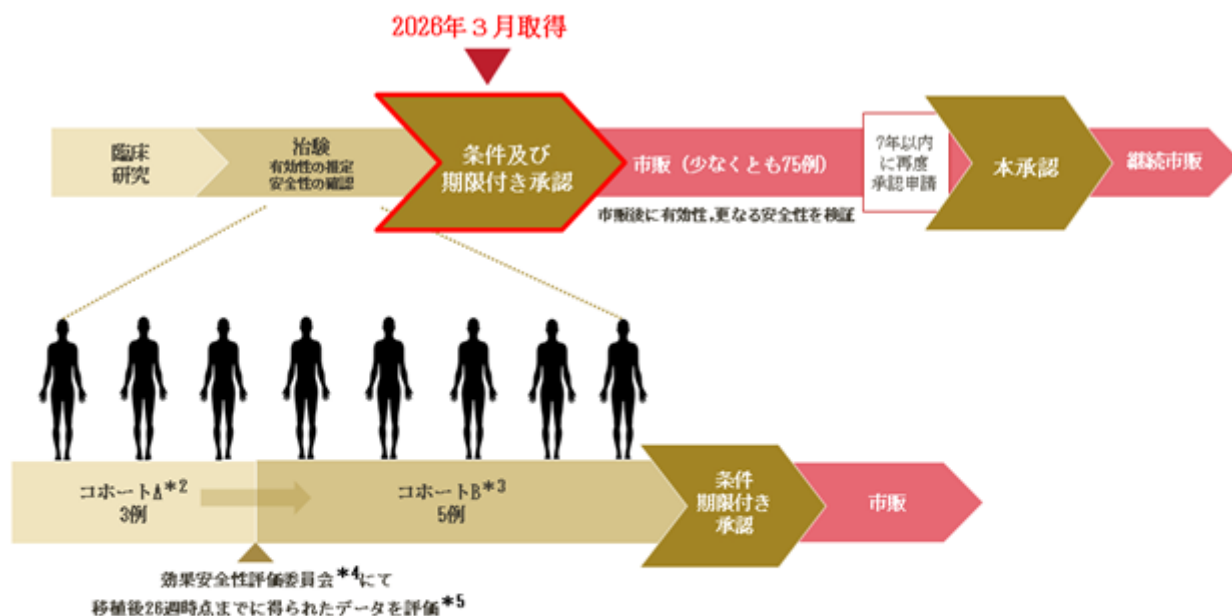 2026年３月取得
臨床
研究
治験
有効性の推定
安全性の確認
条件及び
期限付き承認
市販（少なくとも75例）
7年以内
に再度
承認申請
本承認
継続市販
市販後に有効性,更なる安全性を検証
コホートA*2
3例
コホートB*3
5例
条件
期限付き
承認
市販
効果安全性評価委員会*4にて
移植後26週時点までに得られたデータを評価*5